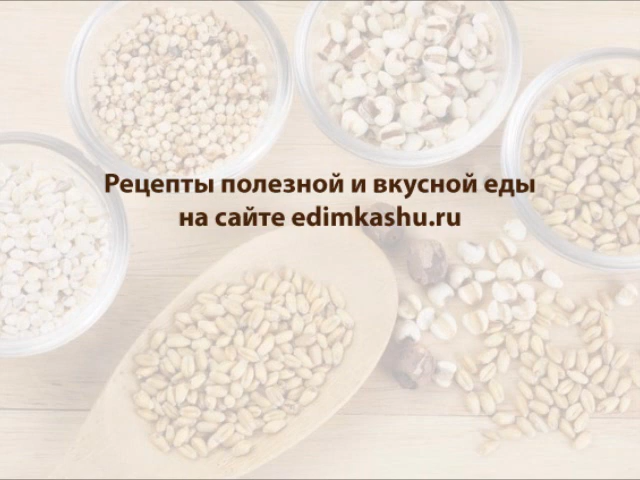 Рецепты полезной и вкусной еды
на сайте edimkashu.ru